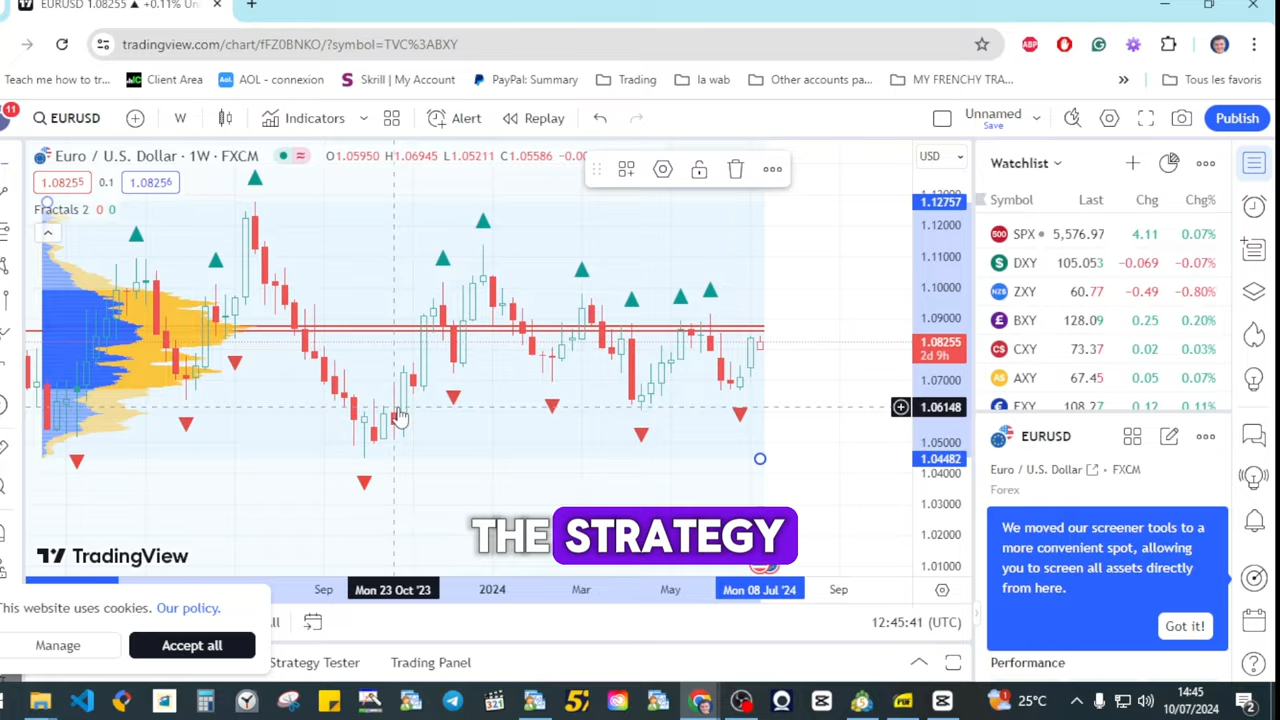 EURUSD 1.08255 ▲ +0.11%
tradingview.com/chart/fFZ0BNKO/?symbol=TVC%3ABXY
Teach me how to tr... Client Area AOL - connexion Skrill | My Account PayPal: Summary Trading la wab Other accounts pa... MY FRENCHY TRA... » Tous les favoris
11 EURUSD W Indicators Alert Replay Unnamed Save Publish
Euro / U.S. Dollar · 1W · FXCM O1.05950 H1.06945 L1.05211 C1.05586 USD
1.08255 0.1 1.08256
Fractals 2 0 0
1.12757
1.12000
1.11000
1.10000
1.09000
1.08255
2d 9h
1.07000
1.06148
1.05000
1.04482
1.04000
1.03000
1.02000
1.01000
Watchlist
Symbol Last Chg Chg%
SPX 5,576.97 4.11 0.07%
DXY 105.053 −0.069 −0.07%
ZXY 60.77 −0.49 −0.80%
BXY 128.09 0.25 0.20%
CXY 73.37 0.02 0.03%
AXY 67.45 0.05 0.08%
EXY 108.27 0.12 0.11%
EURUSD
Euro / U.S. Dollar FXCM
Forex
We moved our screener tools to a
more convenient spot, allowing
you to screen all assets directly
from here.
Got it!
Performance
THE STRATEGY
TradingView
Sep Mon 23 Oct '23 2024 Mar May Mon 08 Jul '24 Sep
This website uses cookies. Our policy.
Manage Accept all
12:45:41 (UTC)
Strategy Tester Trading Panel
25°C
14:45
10/07/2024
2